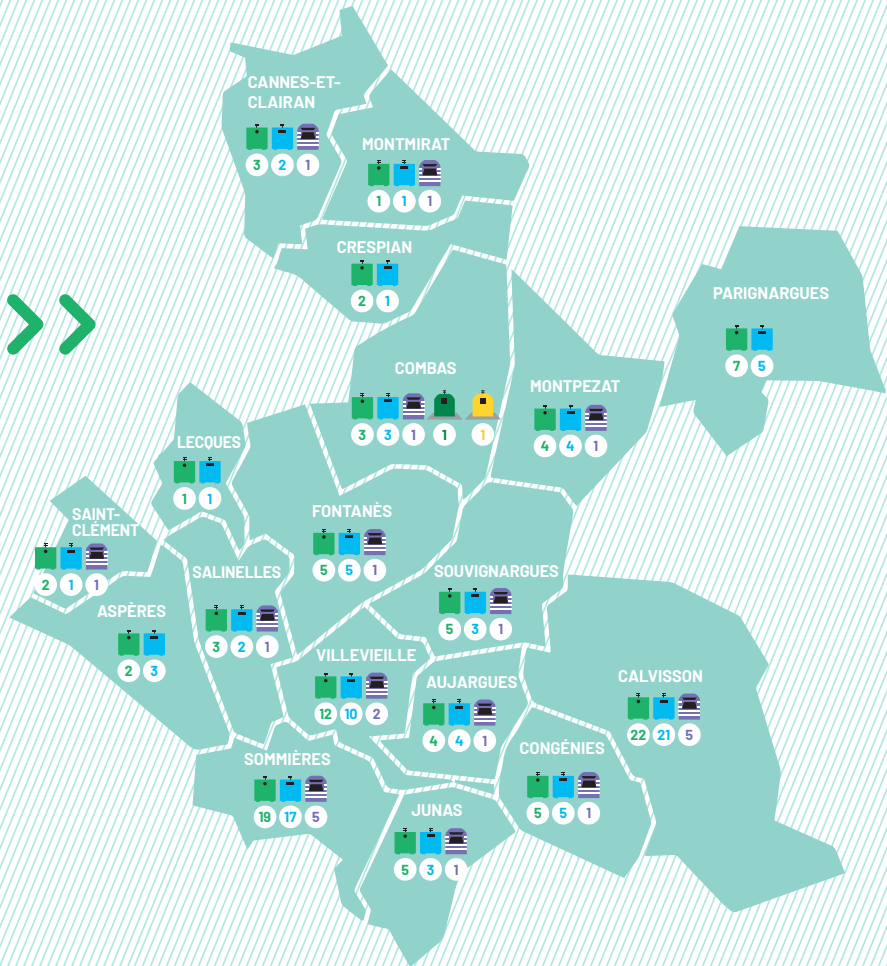 CANNES-ET-
CLAIRAN
3 2 1
MONTMIRAT
1 1 1
CRESPIAN
2 1
PARIGNARGUES
7 5
COMBAS
3 3 1 1 1
MONTPEZAT
4 4 1
LECQUES
1 1
SAINT-
CLÉMENT
2 1 1
FONTANÈS
5 5 1
SALINELLES
3 2 1
SOUVIGNARGUES
5 3 1
ASPÈRES
2 3
VILLEVIEILLE
12 10 2
AUJARGUES
4 4 1
CALVISSON
22 21 5
CONGÉNIES
5 5 1
SOMMIÈRES
19 17 5
JUNAS
5 3 1